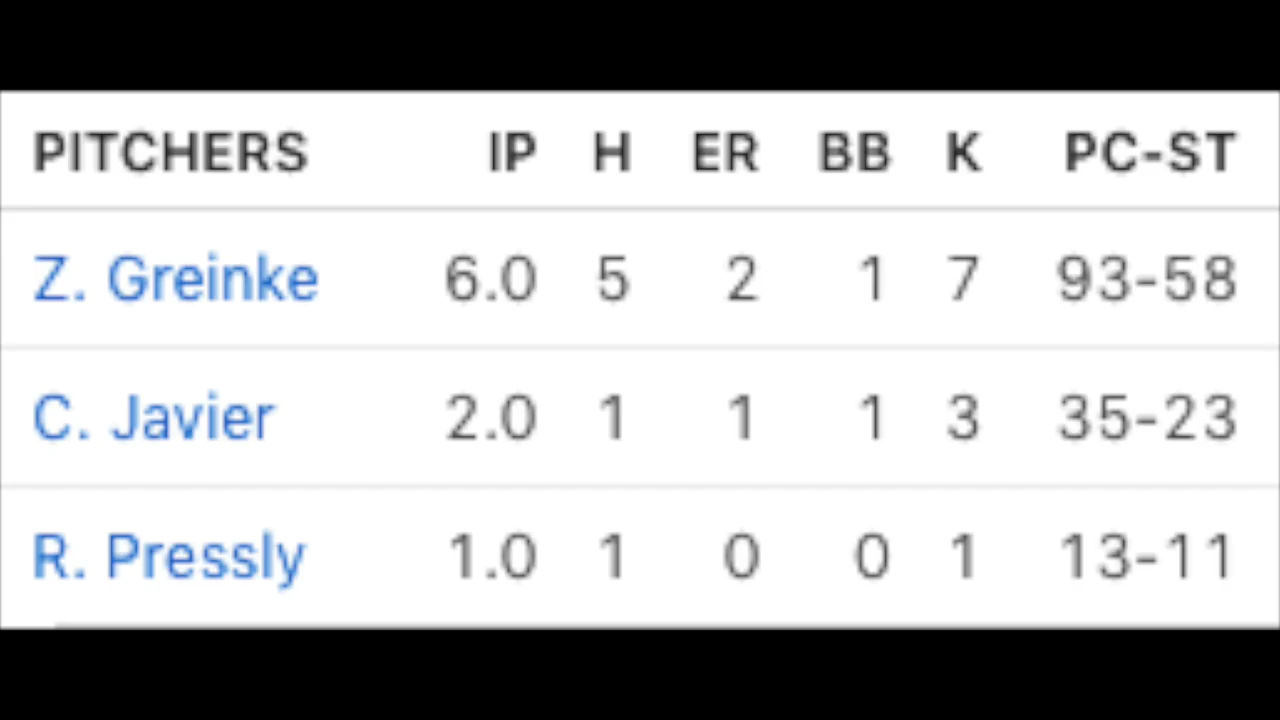 PITCHERS IP H ER BB K PC-ST
Z. Greinke 6.0 5 2 1 7 93-58
C. Javier 2.0 1 1 1 3 35-23
R. Pressly 1.0 1 0 0 1 13-11